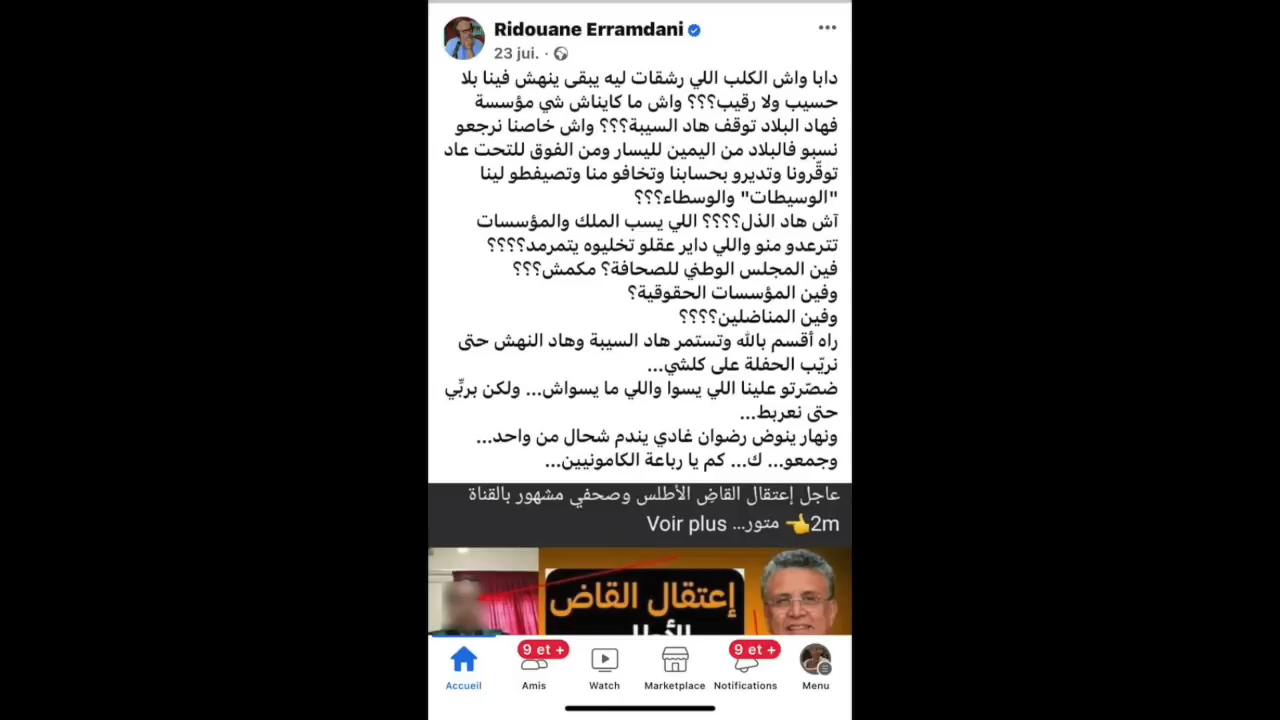 Ridouane Erramdani
23 jui. ·
دابا واش الكلب اللي رشقات ليه يبقى ينهش فينا بلا
حسيب ولا رقيب؟؟؟ واش ما كايناش شي مؤسسة
فهاد البلاد توقف هاد السيبة؟؟؟ واش خاصنا نرجعو
نسبو فالبلاد من اليمين لليسار ومن الفوق للتحت عاد
توقّرونا وتديرو بحسابنا وتخافو منا وتصيفطو لينا
"الوسيطات" والوسطاء؟؟؟
آش هاد الذل؟؟؟؟ اللي يسب الملك والمؤسسات
تترعدو منو واللي داير عقلو تخليوه يتمرمد؟؟؟؟
فين المجلس الوطني للصحافة؟ مكمش؟؟؟
وفين المؤسسات الحقوقية؟
وفين المناضلين؟؟؟؟
راه أقسم بالله وتستمر هاد السيبة وهاد النهش حتى
نريّب الحفلة على كلشي...
ضصّرتو علينا اللي يسوا واللي ما يسواش... ولكن بربِّي
حتى نعربط...
ونهار ينوض رضوان غادي يندم شحال من واحد...
وجمعو... ك... كم يا رباعة الكامونيين...
عاجل إعتقال القاضِ الأطلس وصحفي مشهور بالقناة
2m👈 متور... Voir plus
إعتقال القاض
9 et +
9 et +
Accueil
Amis
Watch
Marketplace
Notifications
Menu